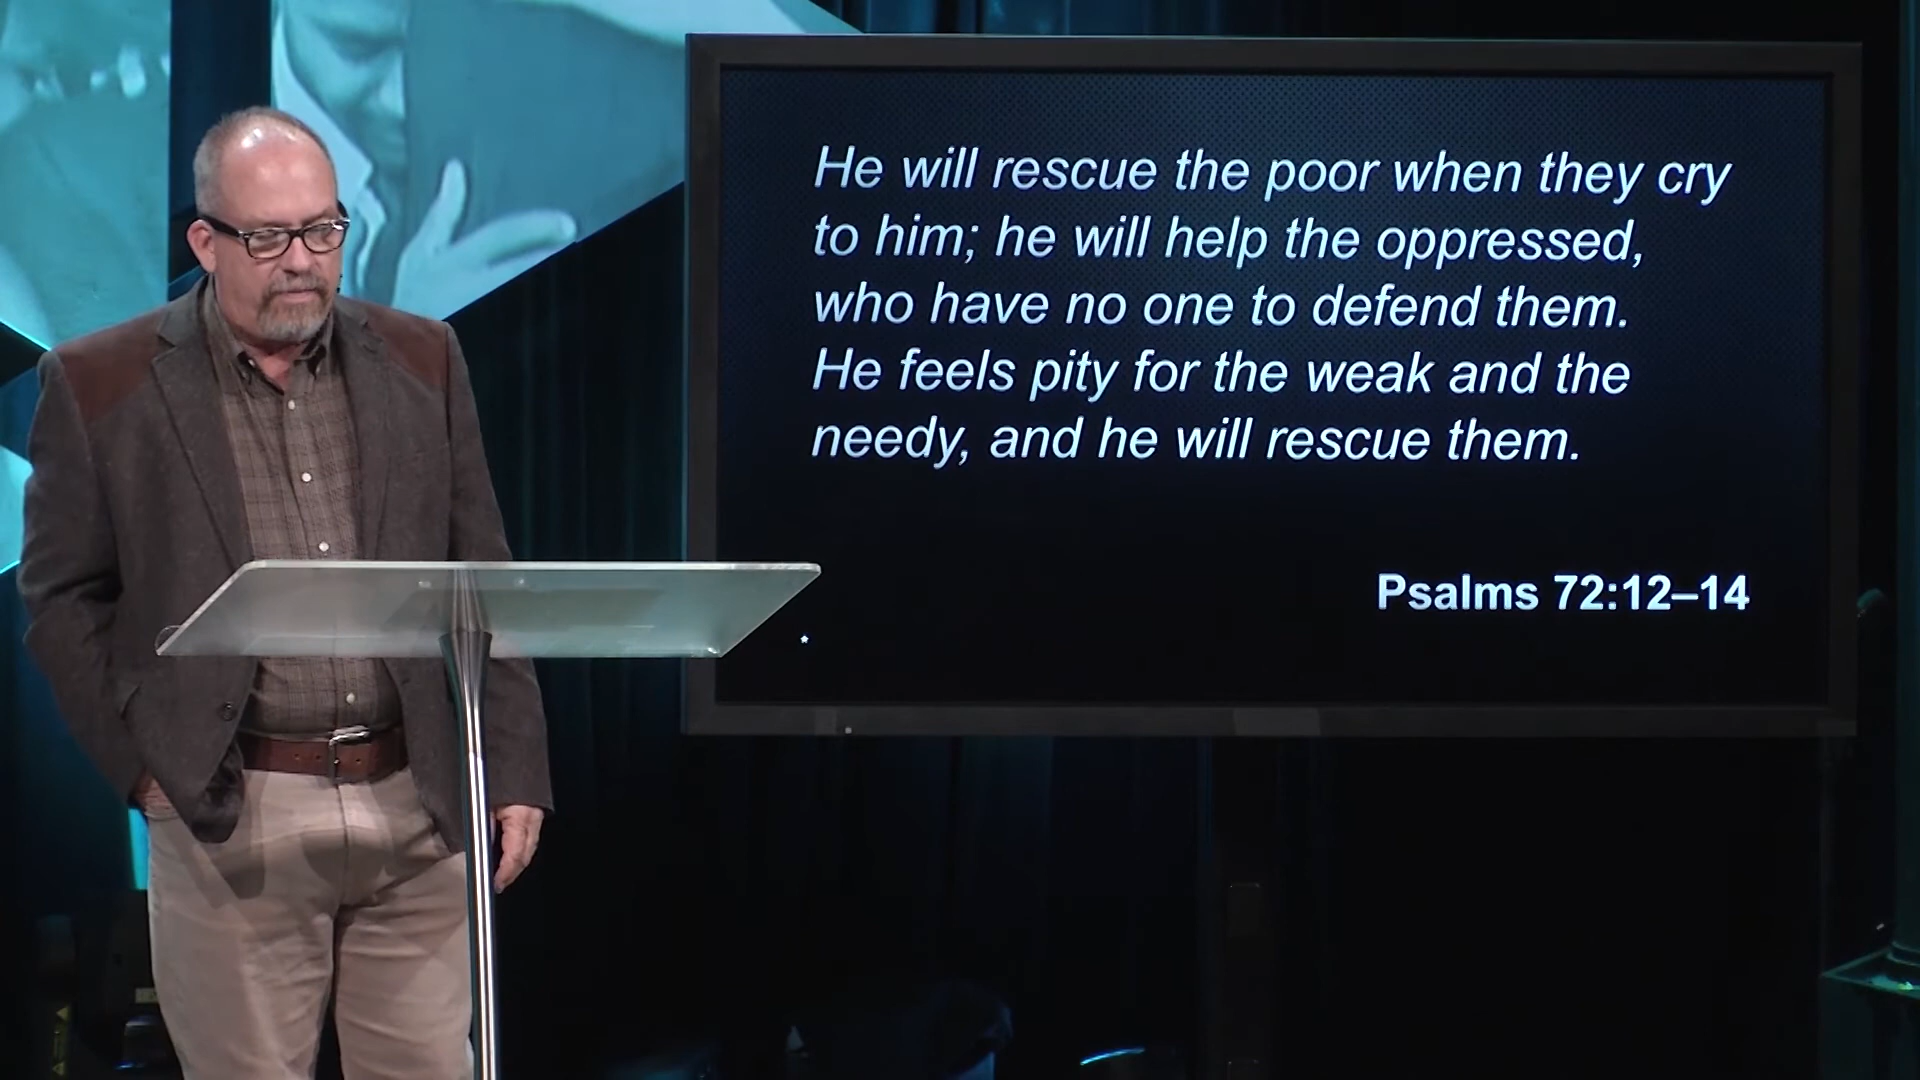 He will rescue the poor when they cry
to him; he will help the oppressed,
who have no one to defend them.
He feels pity for the weak and the
needy, and he will rescue them.
Psalms 72:12–14